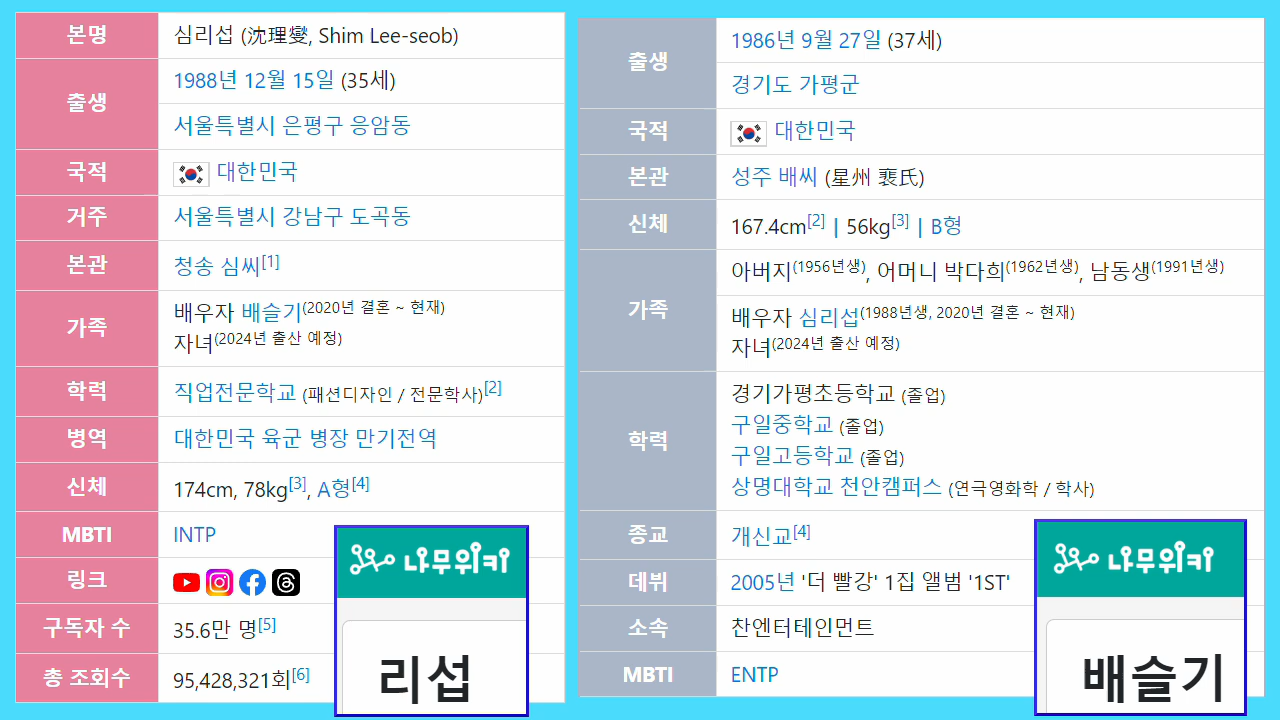 본명
심리섭 (沈理燮, Shim Lee-seob)
출생
1988년 12월 15일 (35세)
서울특별시 은평구 응암동
국적
대한민국
거주
서울특별시 강남구 도곡동
본관
청송 심씨[1]
가족
배우자 배슬기(2020년 결혼 ~ 현재)
자녀(2024년 출산 예정)
학력
직업전문학교 (패션디자인 / 전문학사)[2]
병역
대한민국 육군 병장 만기전역
신체
174cm, 78kg[3], A형[4]
MBTI
INTP
링크
구독자 수
35.6만 명[5]
총 조회수
95,428,321회[6]
나무위키
리섭
출생
1986년 9월 27일 (37세)
경기도 가평군
국적
대한민국
본관
성주 배씨 (星州 裵氏)
신체
167.4cm[2] | 56kg[3] | B형
가족
아버지(1956년생), 어머니 박다희(1962년생), 남동생(1991년생)
배우자 심리섭(1988년생, 2020년 결혼 ~ 현재)
자녀(2024년 출산 예정)
학력
경기가평초등학교 (졸업)
구일중학교 (졸업)
구일고등학교 (졸업)
상명대학교 천안캠퍼스 (연극영화학 / 학사)
종교
개신교[4]
데뷔
2005년 '더 빨강' 1집 앨범 '1ST'
소속
찬엔터테인먼트
MBTI
ENTP
나무위키
배슬기